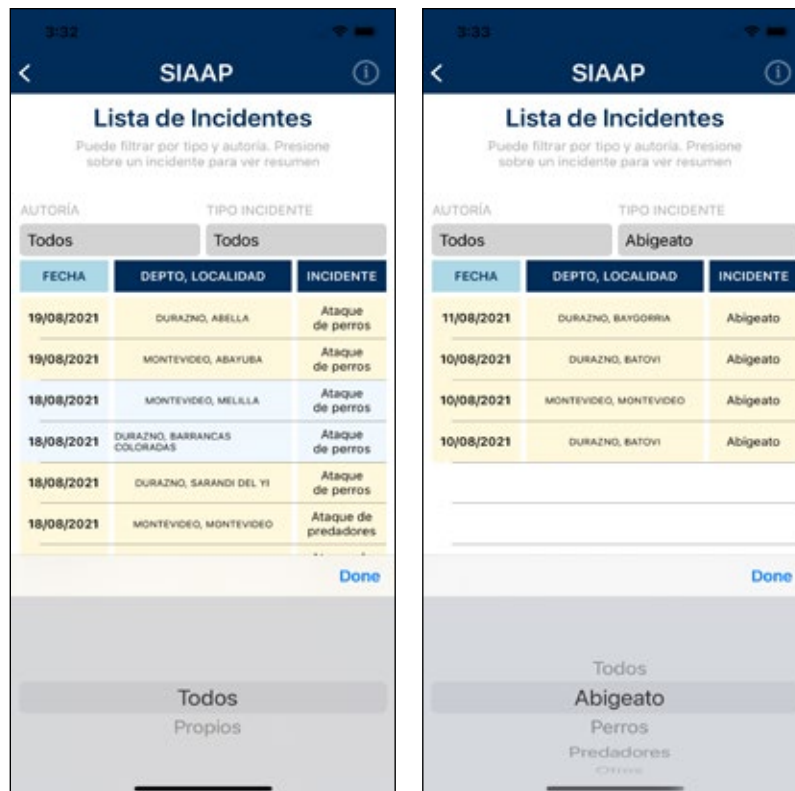 3:32
SIAAP
Lista de Incidentes
Puede filtrar por tipo y autoría. Presione
sobre un incidente para ver resumen
AUTORÍA TIPO INCIDENTE
Todos Todos
FECHA DEPTO, LOCALIDAD INCIDENTE
19/08/2021 DURAZNO, ABELLA Ataque
de perros
19/08/2021 MONTEVIDEO, ABAYUBA Ataque
de perros
18/08/2021 MONTEVIDEO, MELILLA Ataque
de perros
18/08/2021 DURAZNO, BARRANCAS
COLORADAS Ataque
de perros
18/08/2021 DURAZNO, SARANDI DEL YI Ataque
de perros
18/08/2021 MONTEVIDEO, MONTEVIDEO Ataque de
predadores
Done
Todos
Propios
3:33
SIAAP
Lista de Incidentes
Puede filtrar por tipo y autoría. Presione
sobre un incidente para ver resumen
AUTORÍA TIPO INCIDENTE
Todos Abigeato
FECHA DEPTO, LOCALIDAD INCIDENTE
11/08/2021 DURAZNO, BAYGORRIA Abigeato
10/08/2021 DURAZNO, BATOVI Abigeato
10/08/2021 MONTEVIDEO, MONTEVIDEO Abigeato
10/08/2021 DURAZNO, BATOVI Abigeato
Done
Todos
Abigeato
Perros
Predadores
Otros